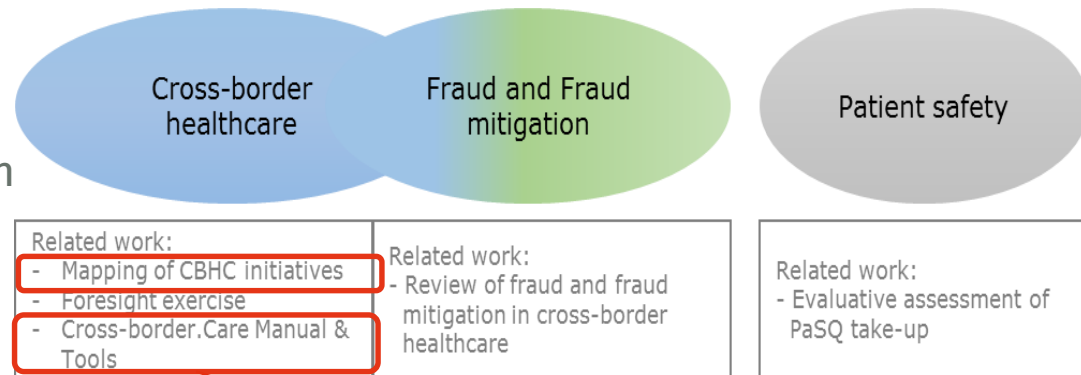 Cross-border
healthcare
Fraud and Fraud
mitigation
Patient safety
Related work:
- Mapping of CBHC initiatives
- Foresight exercise
- Cross-border.Care Manual &
Tools
Related work:
- Review of fraud and fraud
mitigation in cross-border
healthcare
Related work:
- Evaluative assessment of
PaSQ take-up